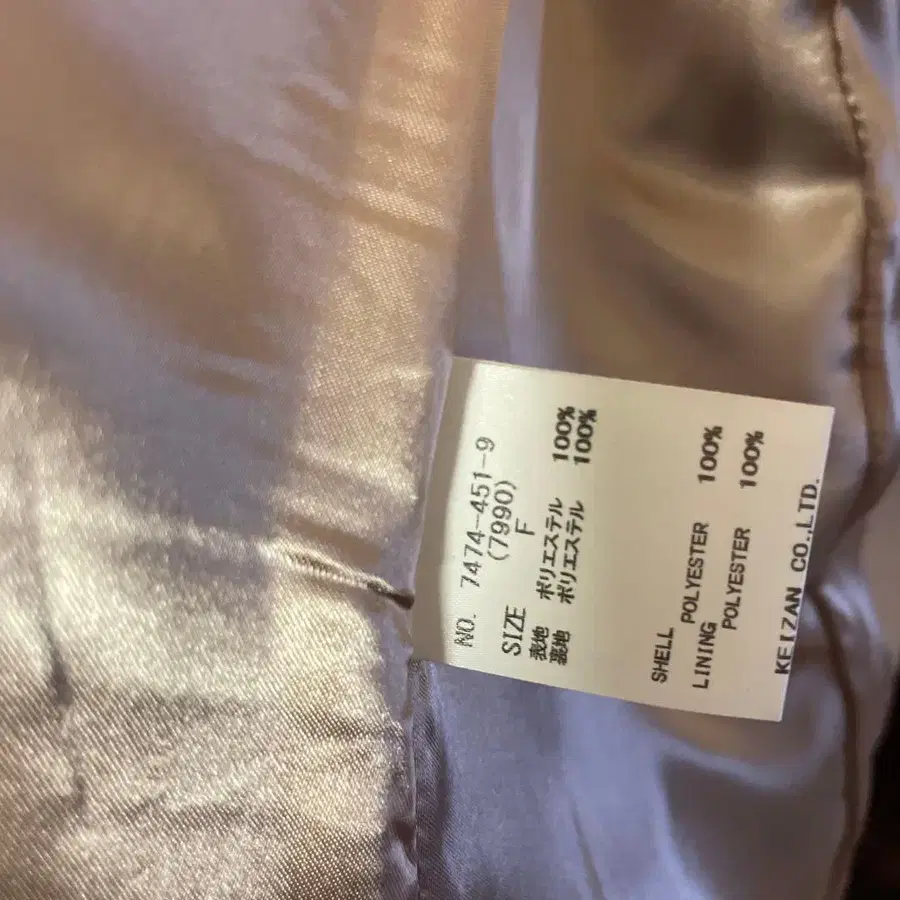 NO. 7474-451-9
(7990)
SIZE F
表地 ポリエステル 100%
裏地 ポリエステル 100%
SHELL
POLYESTER 100%
LINING
POLYESTER 100%
KEIZAN CO.,LTD.